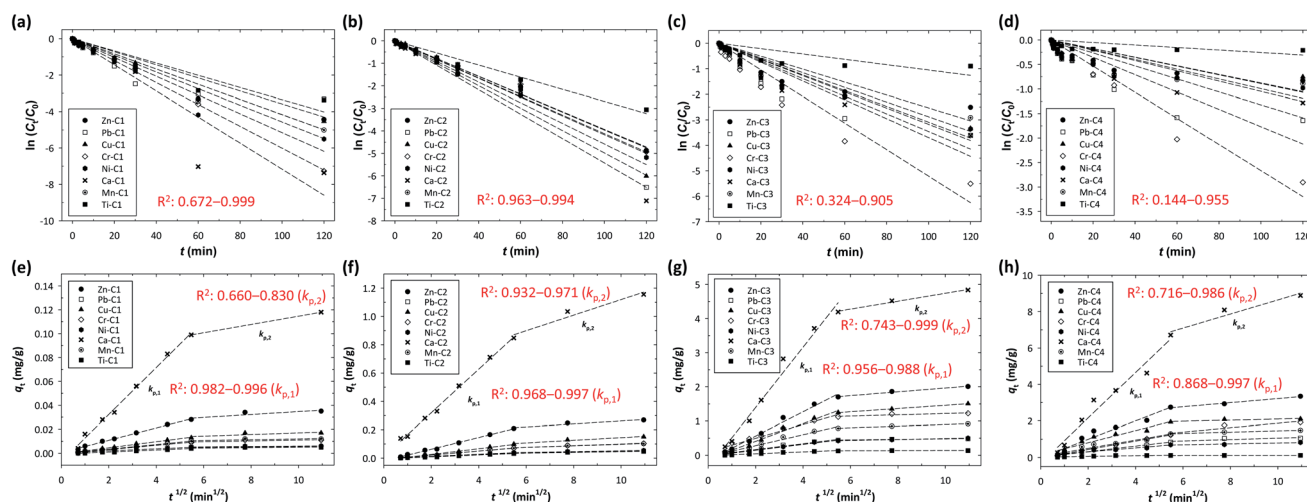 (a)
0
-2
-4
-6
-8
-10
ln (Ct/C0)
Zn-C1
Pb-C1
Cu-C1
Cr-C1
Ni-C1
Ca-C1
Mn-C1
Ti-C1
R²: 0.672–0.999
0 20 40 60 80 100 120
t (min)
(b)
0
-1
-2
-3
-4
-5
-6
-7
ln (Ct/C0)
Zn-C2
Pb-C2
Cu-C2
Cr-C2
Ni-C2
Ca-C2
Mn-C2
Ti-C2
R²: 0.963–0.994
0 20 40 60 80 100 120
t (min)
(c)
0
-1
-2
-3
-4
-5
-6
-7
ln (Ct/C0)
Zn-C3
Pb-C3
Cu-C3
Cr-C3
Ni-C3
Ca-C3
Mn-C3
Ti-C3
R²: 0.324–0.905
0 20 40 60 80 100 120
t (min)
(d)
0.0
-0.5
-1.0
-1.5
-2.0
-2.5
-3.0
-3.5
ln (Ct/C0)
Zn-C4
Pb-C4
Cu-C4
Cr-C4
Ni-C4
Ca-C4
Mn-C4
Ti-C4
R²: 0.144–0.955
0 20 40 60 80 100 120
t (min)
(e)
0.14
0.12
0.10
0.08
0.06
0.04
0.02
0.00
qt (mg/g)
Zn-C1
Pb-C1
Cu-C1
Cr-C1
Ni-C1
Ca-C1
Mn-C1
Ti-C1
R²: 0.660–0.830 (kp,2)
kp,2
kp,1
R²: 0.982–0.996 (kp,1)
0 2 4 6 8 10
t 1/2 (min1/2)
(f)
1.2
1.0
0.8
0.6
0.4
0.2
0.0
qt (mg/g)
Zn-C2
Pb-C2
Cu-C2
Cr-C2
Ni-C2
Ca-C2
Mn-C2
Ti-C2
R²: 0.932–0.971 (kp,2)
kp,2
kp,1
R²: 0.968–0.997 (kp,1)
0 2 4 6 8 10
t 1/2 (min1/2)
(g)
5
4
3
2
1
0
qt (mg/g)
Zn-C3
Pb-C3
Cu-C3
Cr-C3
Ni-C3
Ca-C3
Mn-C3
Ti-C3
kp,2
R²: 0.743–0.999 (kp,2)
kp,1
R²: 0.956–0.988 (kp,1)
0 2 4 6 8 10
t 1/2 (min1/2)
(h)
10
8
6
4
2
0
qt (mg/g)
Zn-C4
Cu-C4
Pb-C4
Cr-C4
Ni-C4
Ca-C4
Mn-C4
Ti-C4
R²: 0.716–0.986 (kp,2)
kp,2
kp,1
R²: 0.868–0.997 (kp,1)
0 2 4 6 8 10
t 1/2 (min1/2)